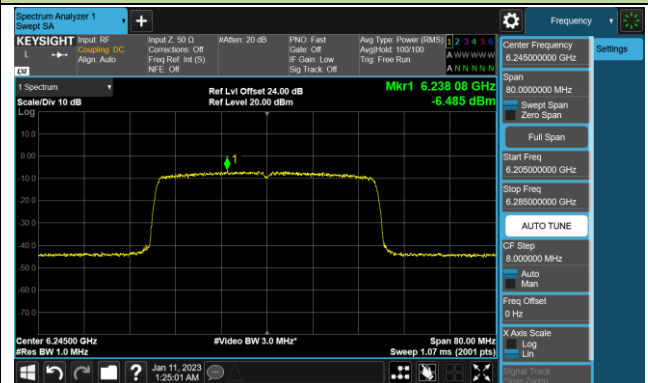 Spectrum Analyzer 1
Swept SA
Frequency
KEYSIGHT
Input: RF
Coupling: DC
Align: Auto
Input Z: 50 Ω
Corrections: Off
Freq Ref: Int (S)
NFE: Off
#Atten: 20 dB
PNO: Fast
Gate: Off
IF Gain: Low
Sig Track: Off
Avg Type: Power (RMS)
Avg|Hold: 100/100
Trig: Free Run
1 2 3 4 5 6
A W W W W W
A N N N N N
L
LXI
1 Spectrum
Scale/Div 10 dB
Log
Ref Lvl Offset 24.00 dB
Ref Level 20.00 dBm
Mkr1 6.238 08 GHz
-6.485 dBm
10.0
0.00
-10.0
-20.0
-30.0
-40.0
-50.0
-60.0
-70.0
1
Center 6.24500 GHz
#Res BW 1.0 MHz
#Video BW 3.0 MHz*
Span 80.00 MHz
Sweep 1.07 ms (2001 pts)
Jan 11, 2023
1:25:01 AM
Center Frequency
6.245000000 GHz
Settings
Span
80.0000000 MHz
Swept Span
Zero Span
Full Span
Start Freq
6.205000000 GHz
Stop Freq
6.285000000 GHz
AUTO TUNE
CF Step
8.000000 MHz
Auto
Man
Freq Offset
0 Hz
X Axis Scale
Log
Lin
Signal Track
(Span Zoom)